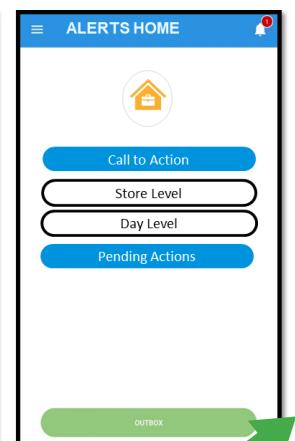 ALERTS HOME
1
Call to Action
Store Level
Day Level
Pending Actions
OUTBOX